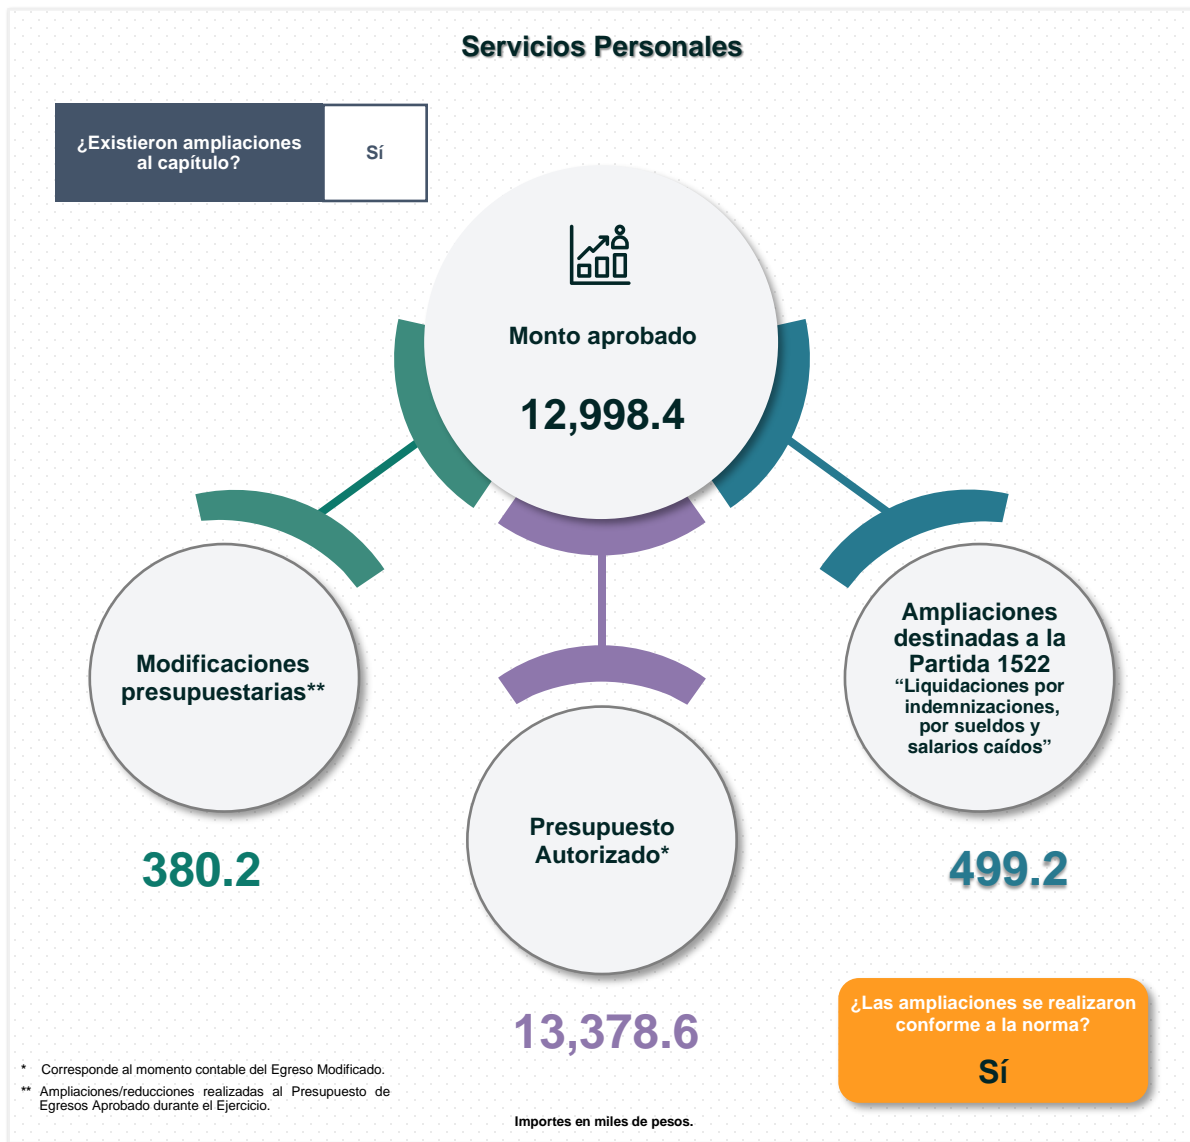 Servicios Personales
¿Existieron ampliaciones
al capítulo?
Sí
Monto aprobado
12,998.4
Modificaciones
presupuestarias**
380.2
Presupuesto
Autorizado*
13,378.6
Ampliaciones
destinadas a la
Partida 1522
“Liquidaciones por
indemnizaciones,
por sueldos y
salarios caídos”
499.2
¿Las ampliaciones se realizaron
conforme a la norma?
Sí
* Corresponde al momento contable del Egreso Modificado.
** Ampliaciones/reducciones realizadas al Presupuesto de
Egresos Aprobado durante el Ejercicio.
Importes en miles de pesos.